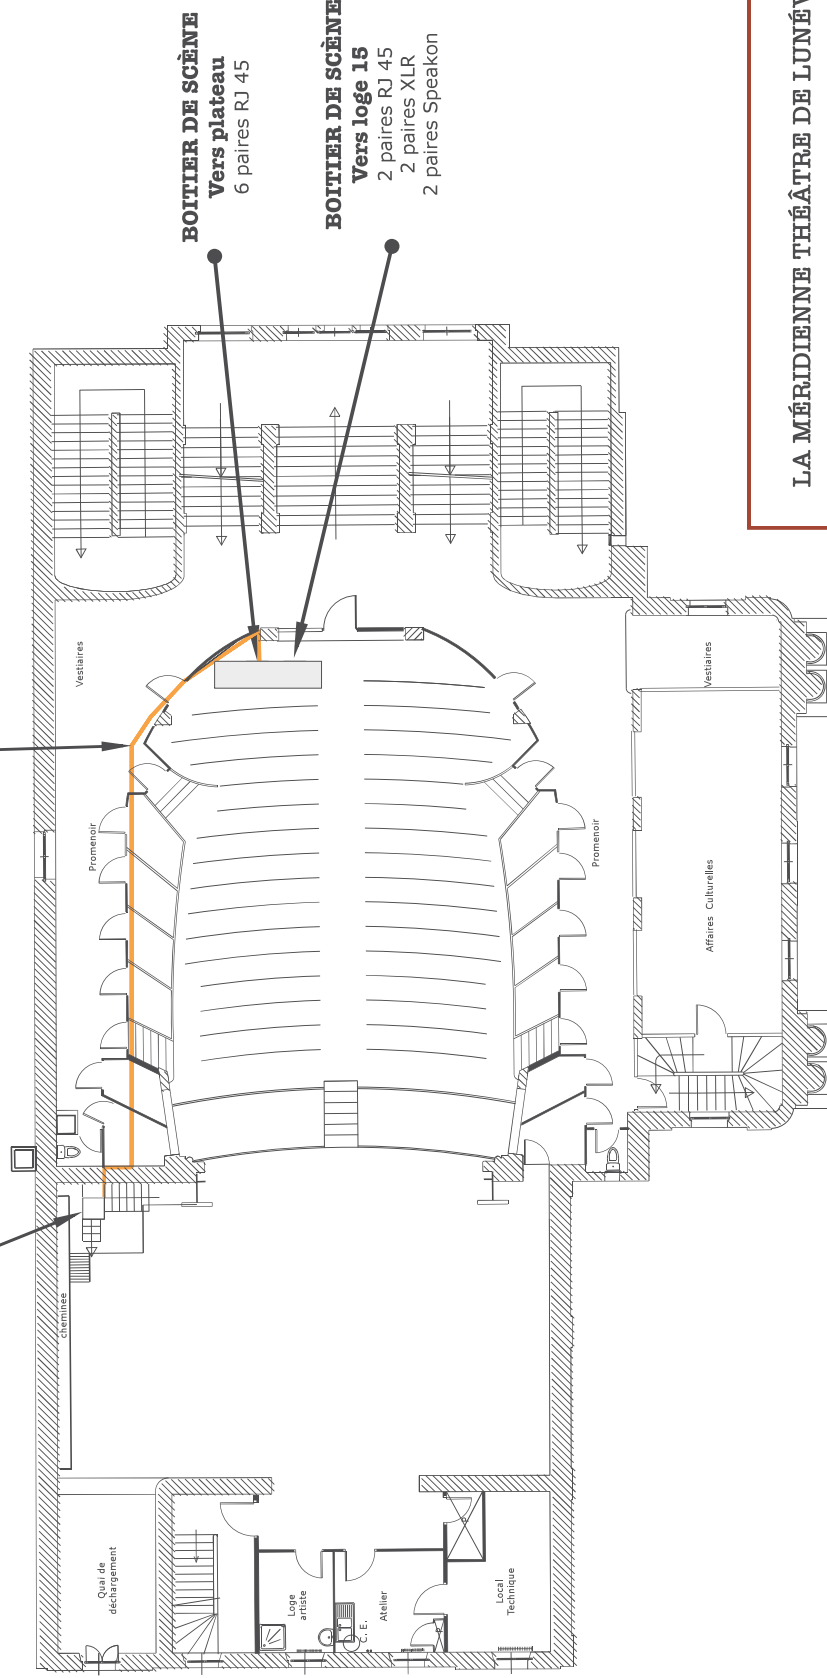 BOITIER DE SCÈNE
Vers plateau
6 paires RJ 45
BOITIER DE SCÈNE
Vers loge 15
2 paires RJ 45
2 paires XLR
2 paires Speakon
LA MÉRIDIENNE THÉÂTRE DE LUNÉV
Vestiaires
Vestiaires
Promenoir
Promenoir
Affaires Culturelles
cheminée
Quai de
déchargement
Loge
artiste
C. E.
Atelier
Local
Technique